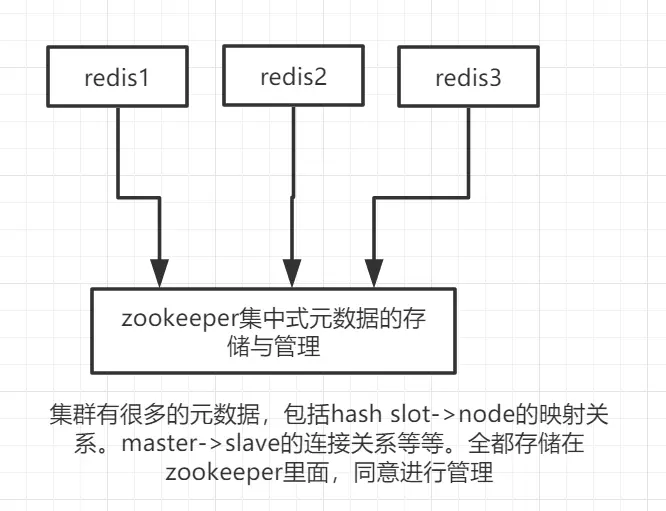 redis1
redis2
redis3
zookeeper集中式元数据的存
储与管理
集群有很多的元数据，包括hash slot->node的映射关
系。master->slave的连接关系等等。全都存储在
zookeeper里面，同意进行管理